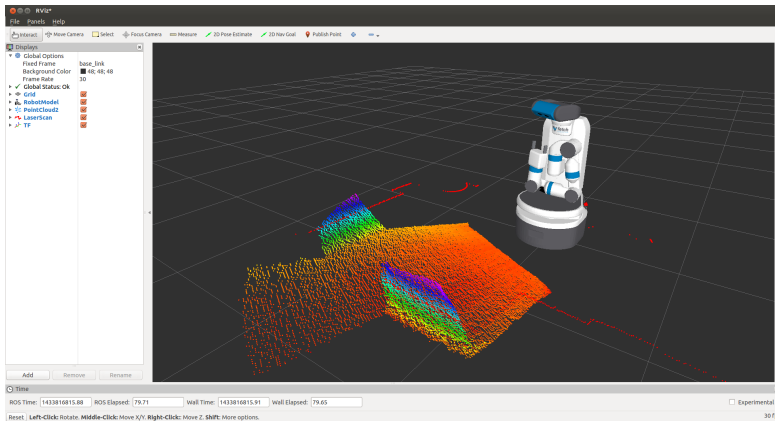 RViz*
File Panels Help
Interact Move Camera Select Focus Camera Measure 2D Pose Estimate 2D Nav Goal Publish Point
Displays
Global Options
Fixed Frame base_link
Background Color 48; 48; 48
Frame Rate 30
Global Status: Ok
Grid
RobotModel
PointCloud2
LaserScan
TF
fetch
Add Remove Rename
Time
ROS Time: 1433816815.88 ROS Elapsed: 79.71 Wall Time: 1433816815.91 Wall Elapsed: 79.65 Experimental
Reset Left-Click: Rotate. Middle-Click: Move X/Y. Right-Click: Move Z. Shift: More options. 30 f